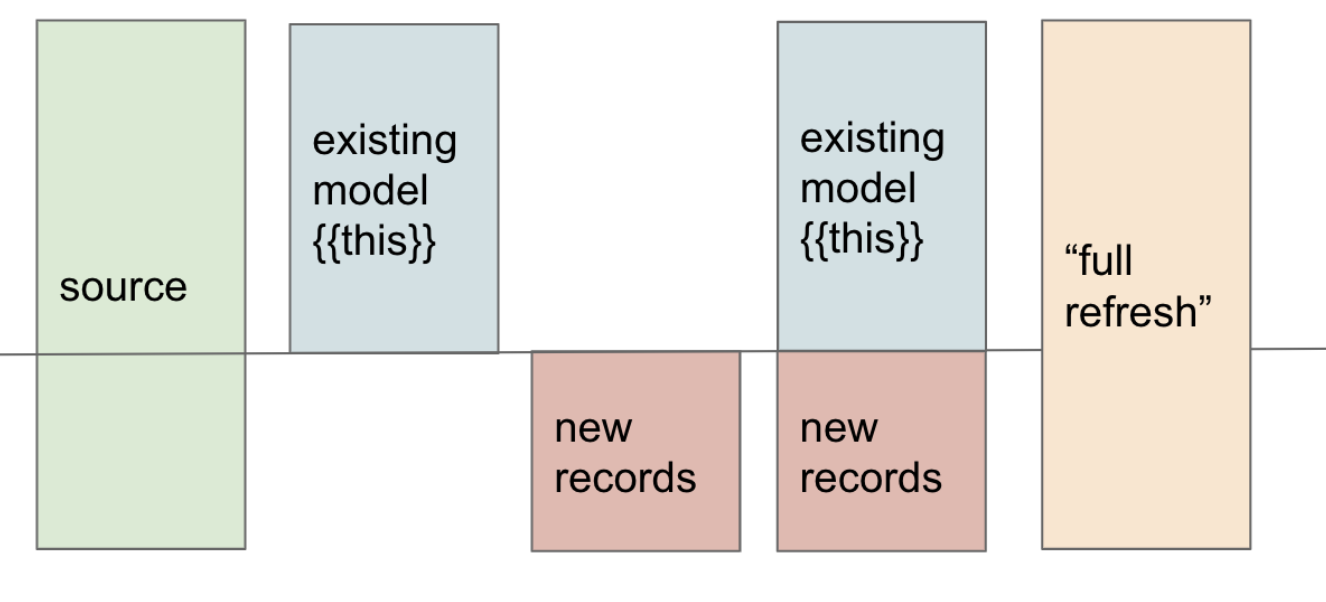 source
existing
model
{{this}}
new
records
existing
model
{{this}}
new
records
“full
refresh”